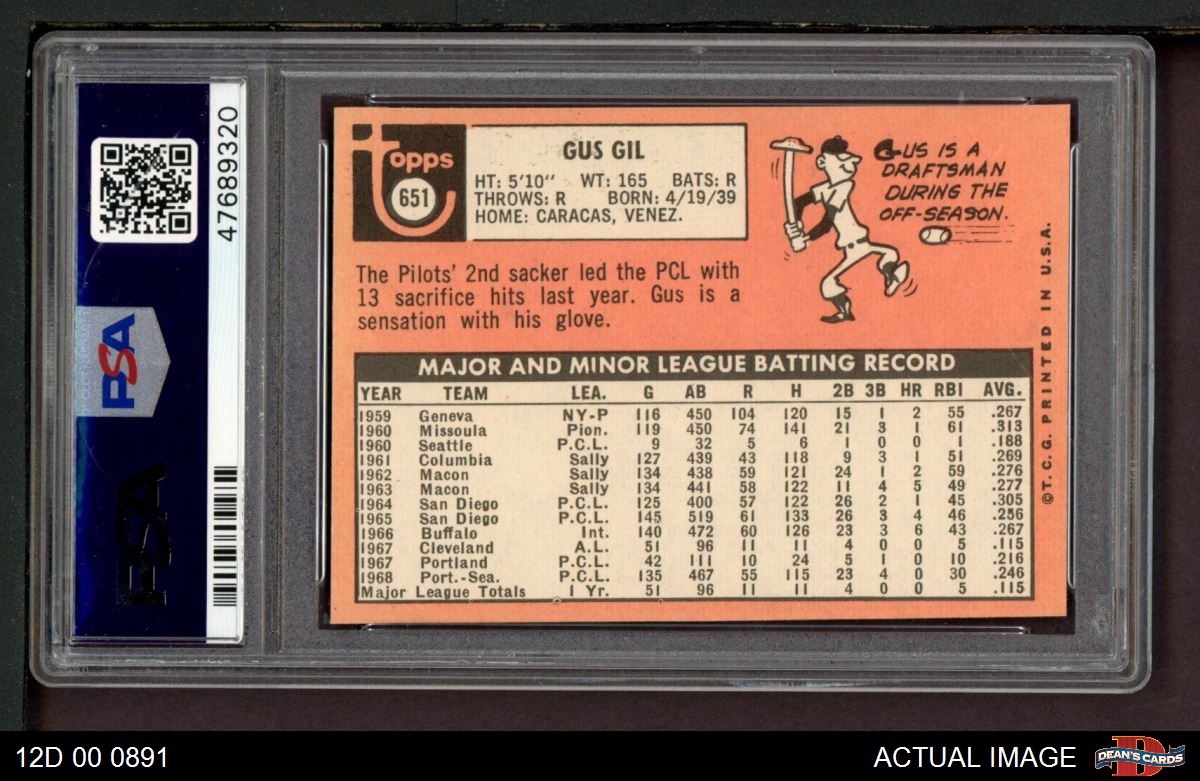 47689320
PSA
PSA
Topps
651
GUS GIL
HT: 5'10" WT: 165 BATS: R
THROWS: R BORN: 4/19/39
HOME: CARACAS, VENEZ.
GUS IS A
DRAFTSMAN
DURING THE
OFF-SEASON.
The Pilots' 2nd sacker led the PCL with
13 sacrifice hits last year. Gus is a
sensation with his glove.
MAJOR AND MINOR LEAGUE BATTING RECORD
YEAR TEAM LEA. G AB R H 2B 3B HR RBI AVG.
1959 Geneva NY-P 116 450 104 120 15 1 2 55 .267
1960 Missoula Pion. 119 450 74 141 21 3 1 61 .313
1960 Seattle P.C.L. 9 32 5 6 1 0 0 1 .188
1961 Columbia Sally 127 439 43 118 9 3 1 51 .269
1962 Macon Sally 134 438 59 121 24 1 2 59 .276
1963 Macon Sally 134 441 58 122 11 4 5 49 .277
1964 San Diego P.C.L. 125 400 57 122 26 2 1 45 .305
1965 San Diego P.C.L. 145 519 61 133 26 3 4 46 .256
1966 Buffalo Int. 140 472 60 126 23 3 6 43 .267
1967 Cleveland A.L. 51 96 11 11 4 0 0 5 .115
1967 Portland P.C.L. 42 111 10 24 5 1 0 10 .216
1968 Port.-Sea. P.C.L. 135 467 55 115 23 4 0 30 .246
Major League Totals 1 Yr. 51 96 11 11 4 0 0 5 .115
©T.C.G. PRINTED IN U.S.A.
12D 00 0891
ACTUAL IMAGE
DEAN'S CARDS